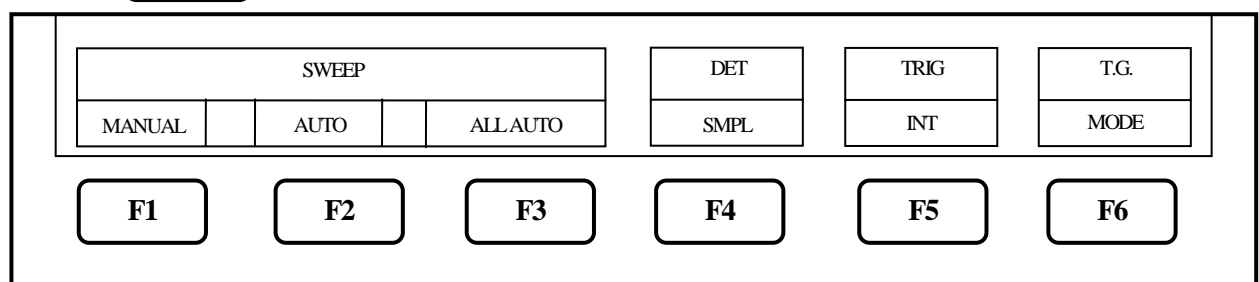 SWEEP DET TRIG T.G.
MANUAL AUTO ALL AUTO SMPL INT MODE
F1 F2 F3 F4 F5 F6